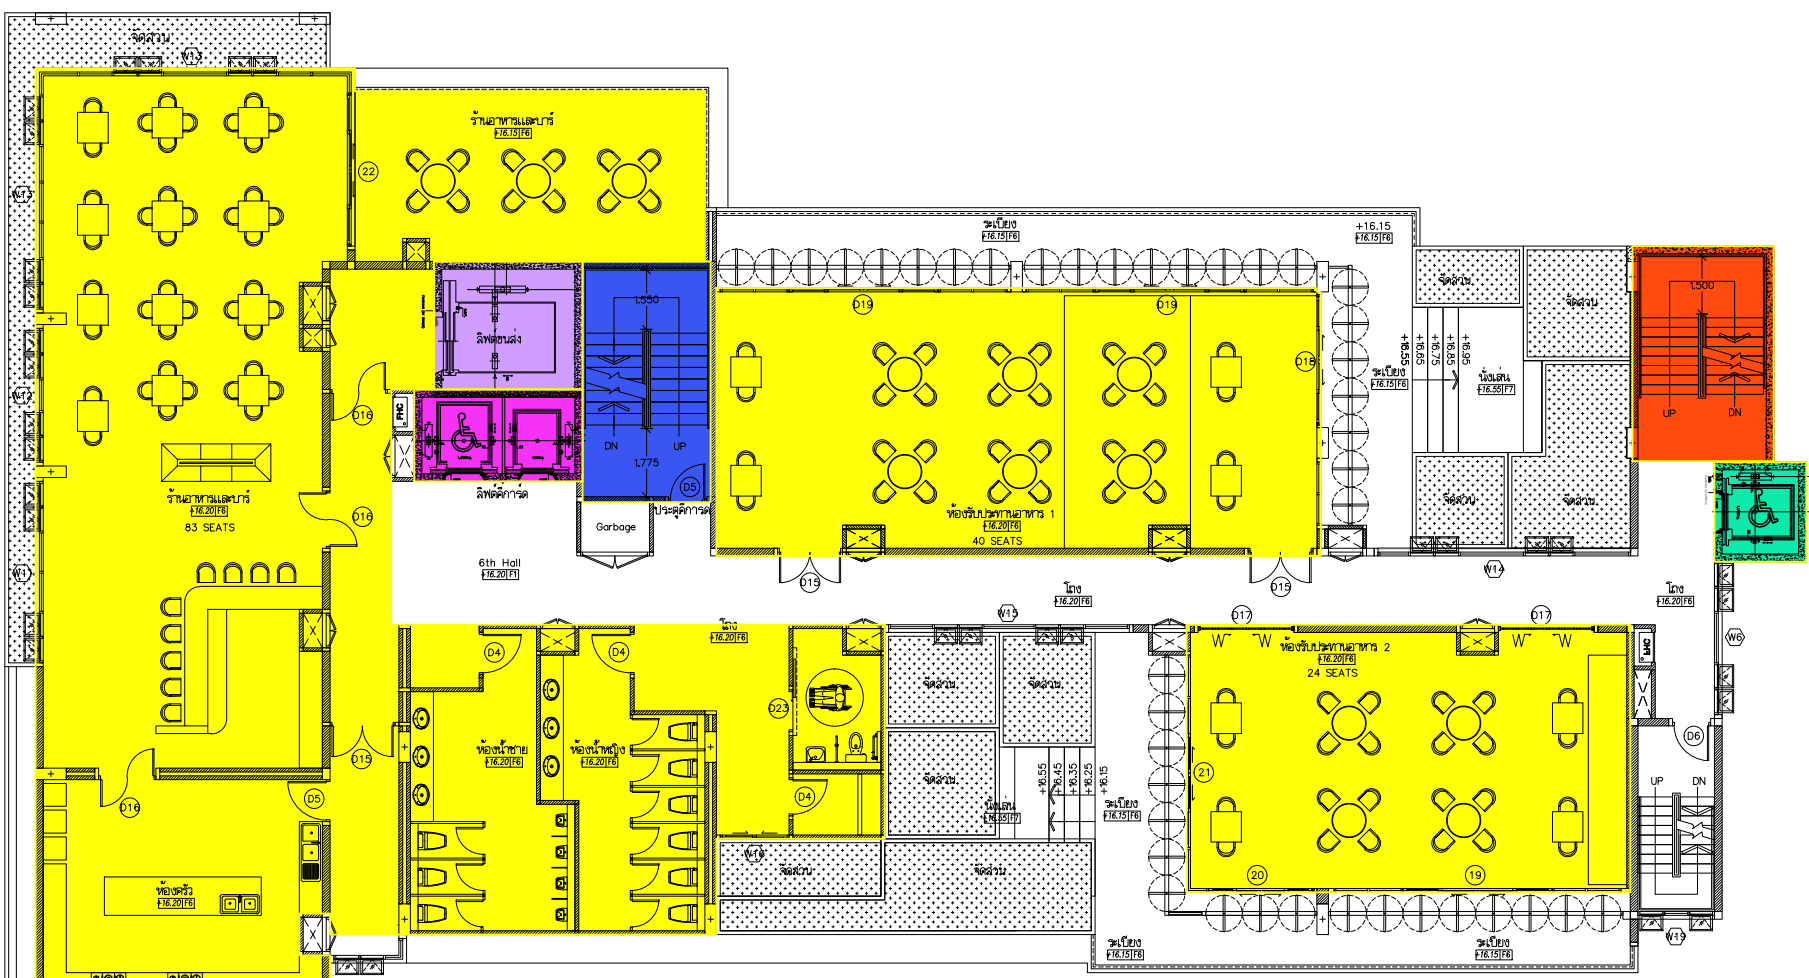 จัดสวน
W13
ร้านอาหารและบาร์
+16.15 F6
22
W13
ระเบียง
+16.15 F6
+16.15
+16.15 F6
จัดสวน
จัดสวน
1.550
1.500
D19
D19
ลิฟต์ขนส่ง
+16.55
+16.65
+16.75
+16.85
+16.95
D18
ระเบียง
+16.15 F6
นั่งเล่น
+16.55 F7
W12
D16
FHC
UP
DN
DN
UP
1.775
D5
ลิฟต์ดับเพลิง
ร้านอาหารและบาร์
+16.20 F6
83 SEATS
D16
Garbage
ห้องรับประทานอาหาร 1
+16.20 F6
40 SEATS
จัดสวน
จัดสวน
6th Hall
+16.20 F1
D15
D15
W14
โถง
+16.20 F6
โถง
+16.20 F6
W15
D17
D17
โถง
+16.20 F6
D4
D4
W6
FHC
ห้องรับประทานอาหาร 2
+16.20 F6
24 SEATS
จัดสวน
จัดสวน
D23
D15
ห้องน้ำชาย
+16.20 F6
ห้องน้ำหญิง
+16.20 F6
D6
จัดสวน
21
+16.55
+16.45
+16.35
+16.25
+16.15
UP
DN
D16
D5
D4
นั่งเล่น
+16.55 F7
ระเบียง
+16.15 F6
จัดสวน
จัดสวน
20
19
ห้องครัว
+16.20 F6
ระเบียง
+16.15 F6
ระเบียง
+16.15 F6
W19